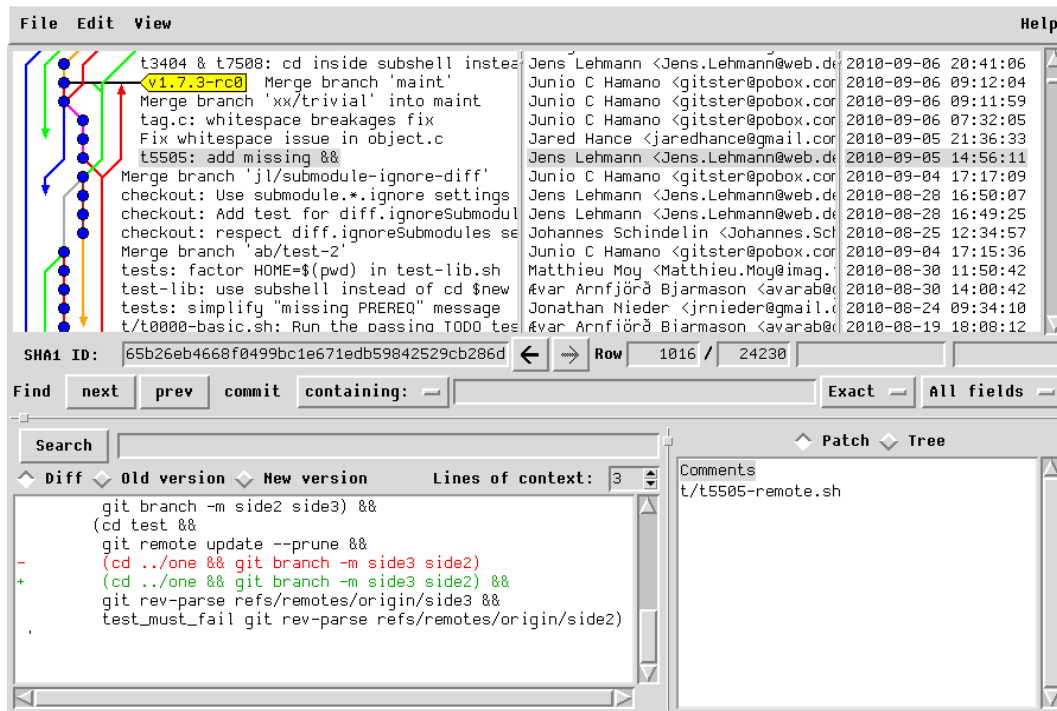 File Edit View Help
t3404 & t7508: cd inside subshell instea Jens Lehmann <Jens.Lehmann@web.de 2010-09-06 20:41:06
v1.7.3-rc0 Merge branch 'maint' Junio C Hamano <gitster@pobox.com 2010-09-06 09:12:04
Merge branch 'xx/trivial' into maint Junio C Hamano <gitster@pobox.com 2010-09-06 09:11:59
tag.c: whitespace breakages fix Junio C Hamano <gitster@pobox.com 2010-09-06 07:32:05
Fix whitespace issue in object.c Jared Hance <jaredhance@gmail.com 2010-09-05 21:36:33
t5505: add missing && Jens Lehmann <Jens.Lehmann@web.de 2010-09-05 14:56:11
Merge branch 'jl/submodule-ignore-diff' Junio C Hamano <gitster@pobox.com 2010-09-04 17:17:09
checkout: Use submodule.*.ignore settings Jens Lehmann <Jens.Lehmann@web.de 2010-08-28 16:50:07
checkout: Add test for diff.ignoreSubmodul Jens Lehmann <Jens.Lehmann@web.de 2010-08-28 16:49:25
checkout: respect diff.ignoreSubmodules se Johannes Schindelin <Johannes.Sch 2010-08-25 12:34:57
Merge branch 'ab/test-2' Junio C Hamano <gitster@pobox.com 2010-09-04 17:15:36
tests: factor HOME=$(pwd) in test-lib.sh Matthieu Moy <Matthieu.Moy@imag. 2010-08-30 11:50:42
test-lib: use subshell instead of cd $new Ævar Arnfjörð Bjarmason <avarab@g 2010-08-30 14:00:42
tests: simplify "missing PREREQ" message Jonathan Nieder <jrnieder@gmail.c 2010-08-24 09:34:10
t/t0000-basic.sh: Run the passing TODO tes Ævar Arnfjörð Bjarmason <avarab@g 2010-08-19 18:08:12
SHA1 ID: 65b26eb4668f0499bc1e671edb59842529cb286d Row 1016 / 24230
Find next prev commit containing: Exact All fields
Search
Diff Old version New version Lines of context: 3
git branch -m side2 side3) &&
(cd test &&
git remote update --prune &&
- (cd ../one && git branch -m side3 side2)
+ (cd ../one && git branch -m side3 side2) &&
git rev-parse refs/remotes/origin/side3 &&
test_must_fail git rev-parse refs/remotes/origin/side2)
'
Patch Tree
Comments
t/t5505-remote.sh